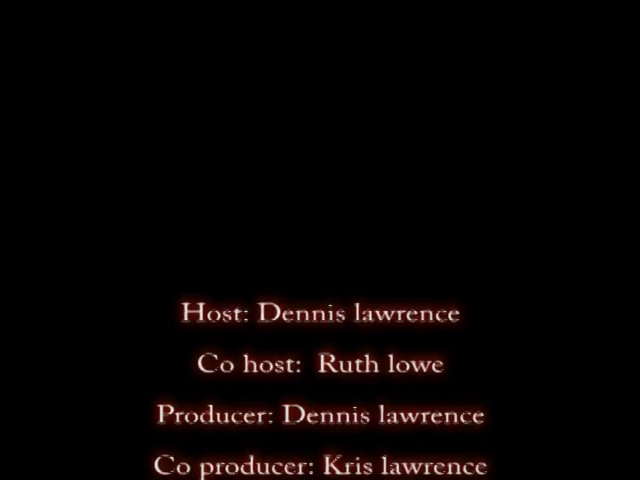 Host: Dennis lawrence
Co host: Ruth lowe
Producer: Dennis lawrence
Co producer: Kris lawrence